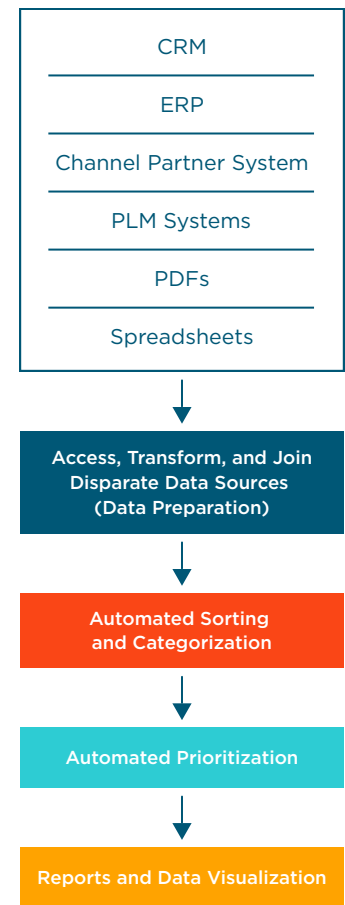 CRM
ERP
Channel Partner System
PLM Systems
PDFs
Spreadsheets
Access, Transform, and Join
Disparate Data Sources
(Data Preparation)
Automated Sorting
and Categorization
Automated Prioritization
Reports and Data Visualization